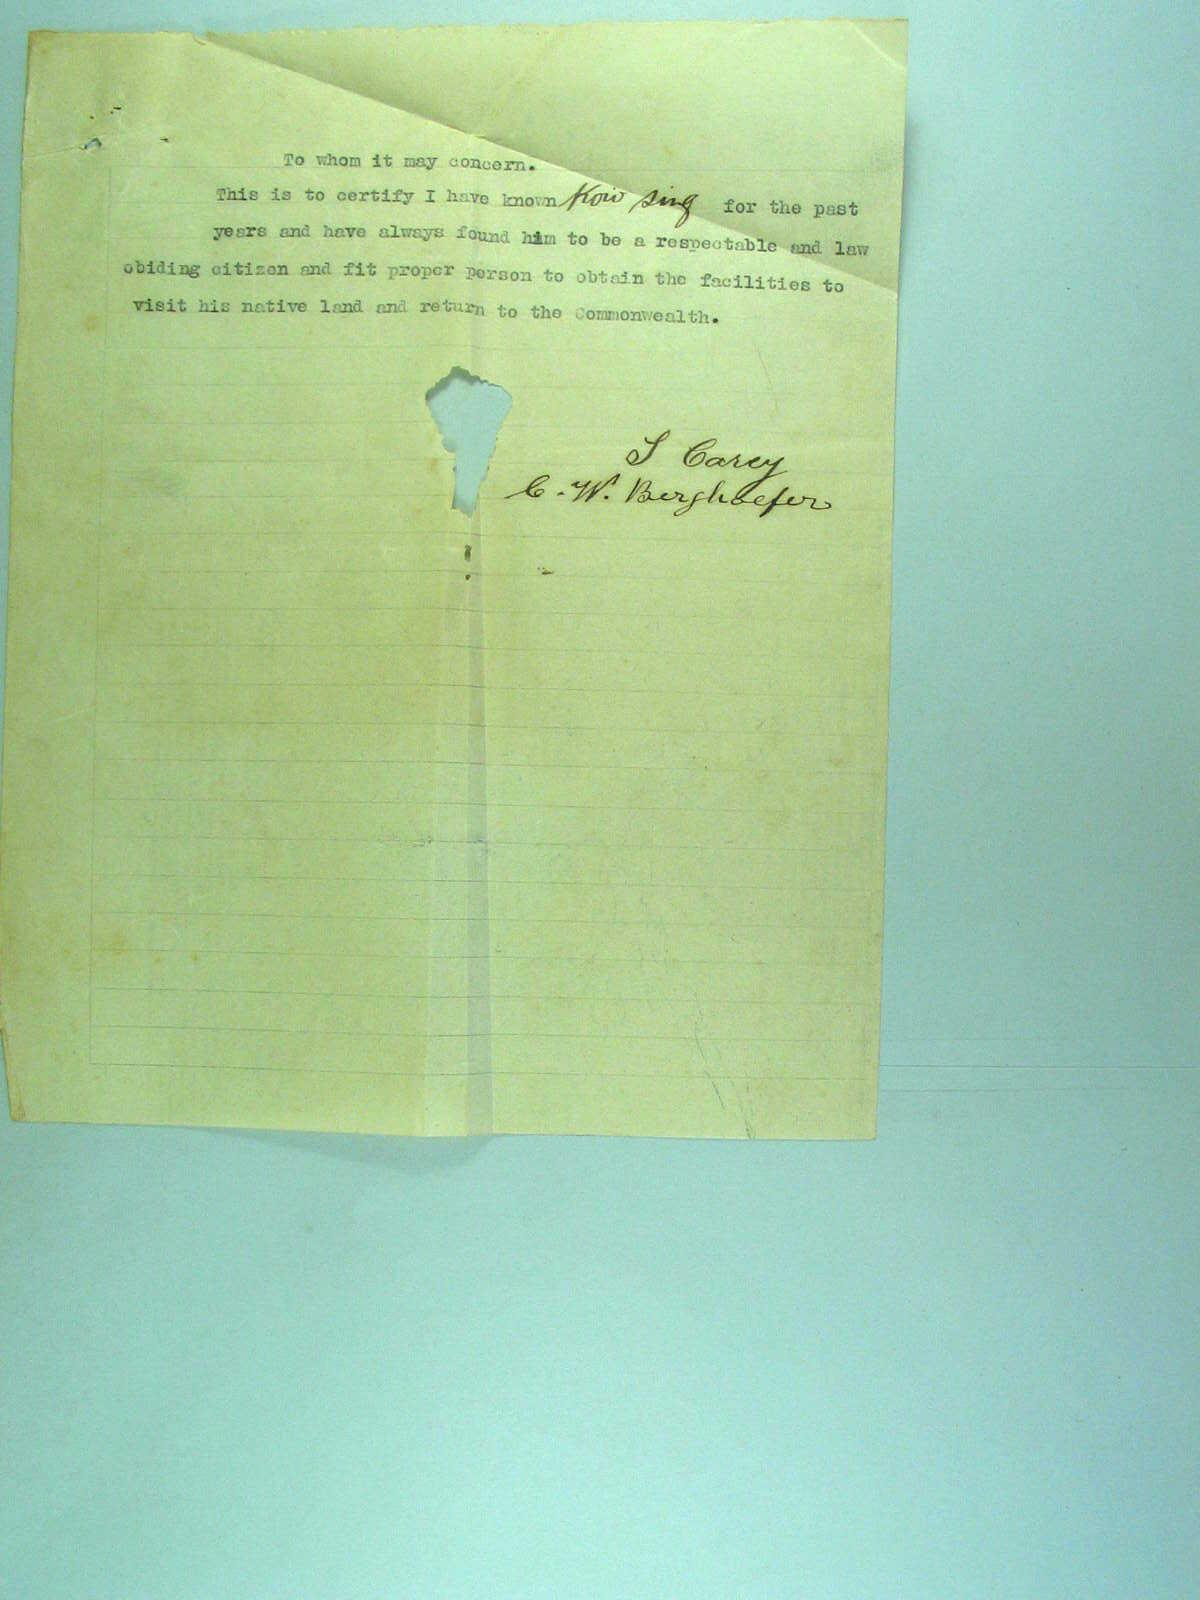 To whom it may concern.
This is to certify I have known Kow Sing for the past
years and have always found him to be a respectable and law
obiding citizen and fit proper person to obtain the facilities to
visit his native land and return to the Commonwealth.
S Carey
C. W. Berghoefer